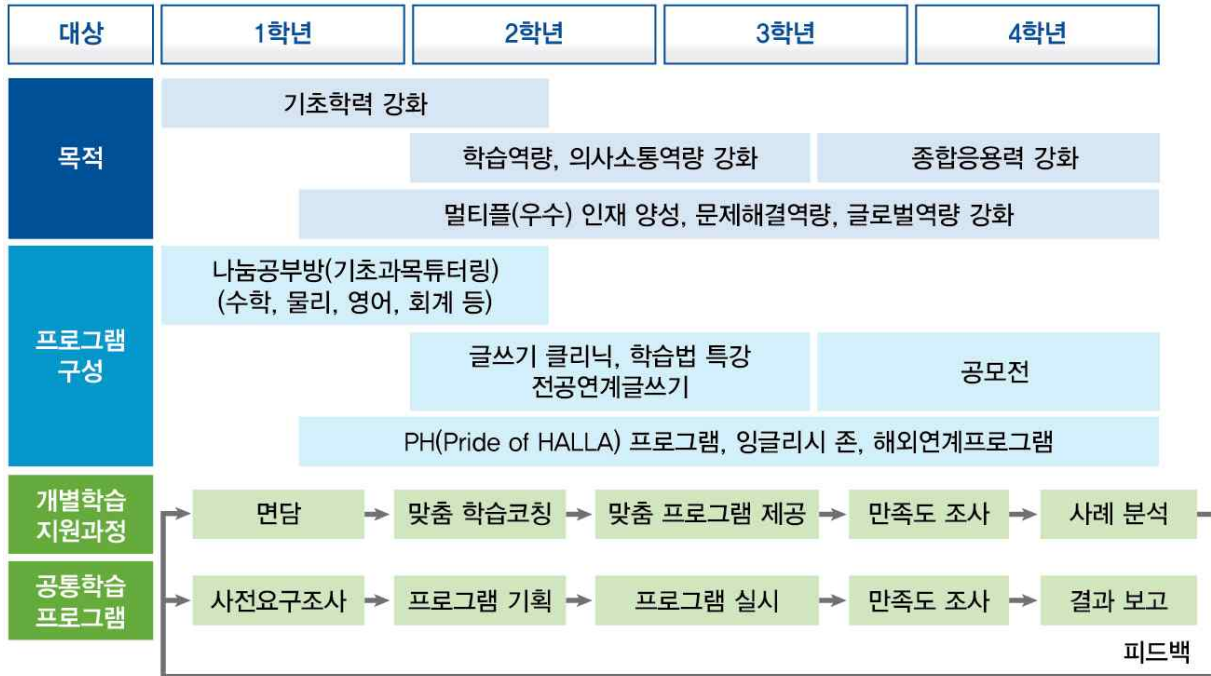 대상
1학년
2학년
3학년
4학년
목적
기초학력 강화
학습역량, 의사소통역량 강화
종합응용력 강화
멀티플(우수) 인재 양성, 문제해결역량, 글로벌역량 강화
프로그램
구성
나눔공부방(기초과목튜터링)
(수학, 물리, 영어, 회계 등)
글쓰기 클리닉, 학습법 특강
전공연계글쓰기
공모전
PH(Pride of HALLA) 프로그램, 잉글리시 존, 해외연계프로그램
개별학습
지원과정
면담
맞춤 학습코칭
맞춤 프로그램 제공
만족도 조사
사례 분석
공통학습
프로그램
사전요구조사
프로그램 기획
프로그램 실시
만족도 조사
결과 보고
피드백